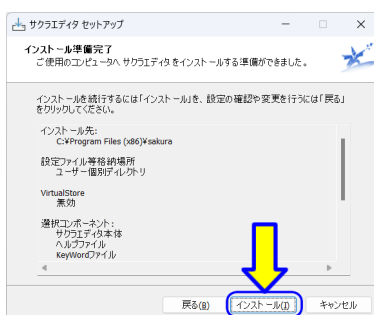 サクラエディタ セットアップ
インストール準備完了
ご使用のコンピュータへ サクラエディタ をインストールする準備ができました。
インストールを続行するには「インストール」を、設定の確認や変更を行うには「戻る」
をクリックしてください。
インストール先:
C:¥Program Files (x86)¥sakura
設定ファイル等格納場所
ユーザー個別ディレクトリ
VirtualStore
無効
選択コンポーネント:
サクラエディタ本体
ヘルプファイル
KeyWordファイル
戻る(B) インストール(I) キャンセル